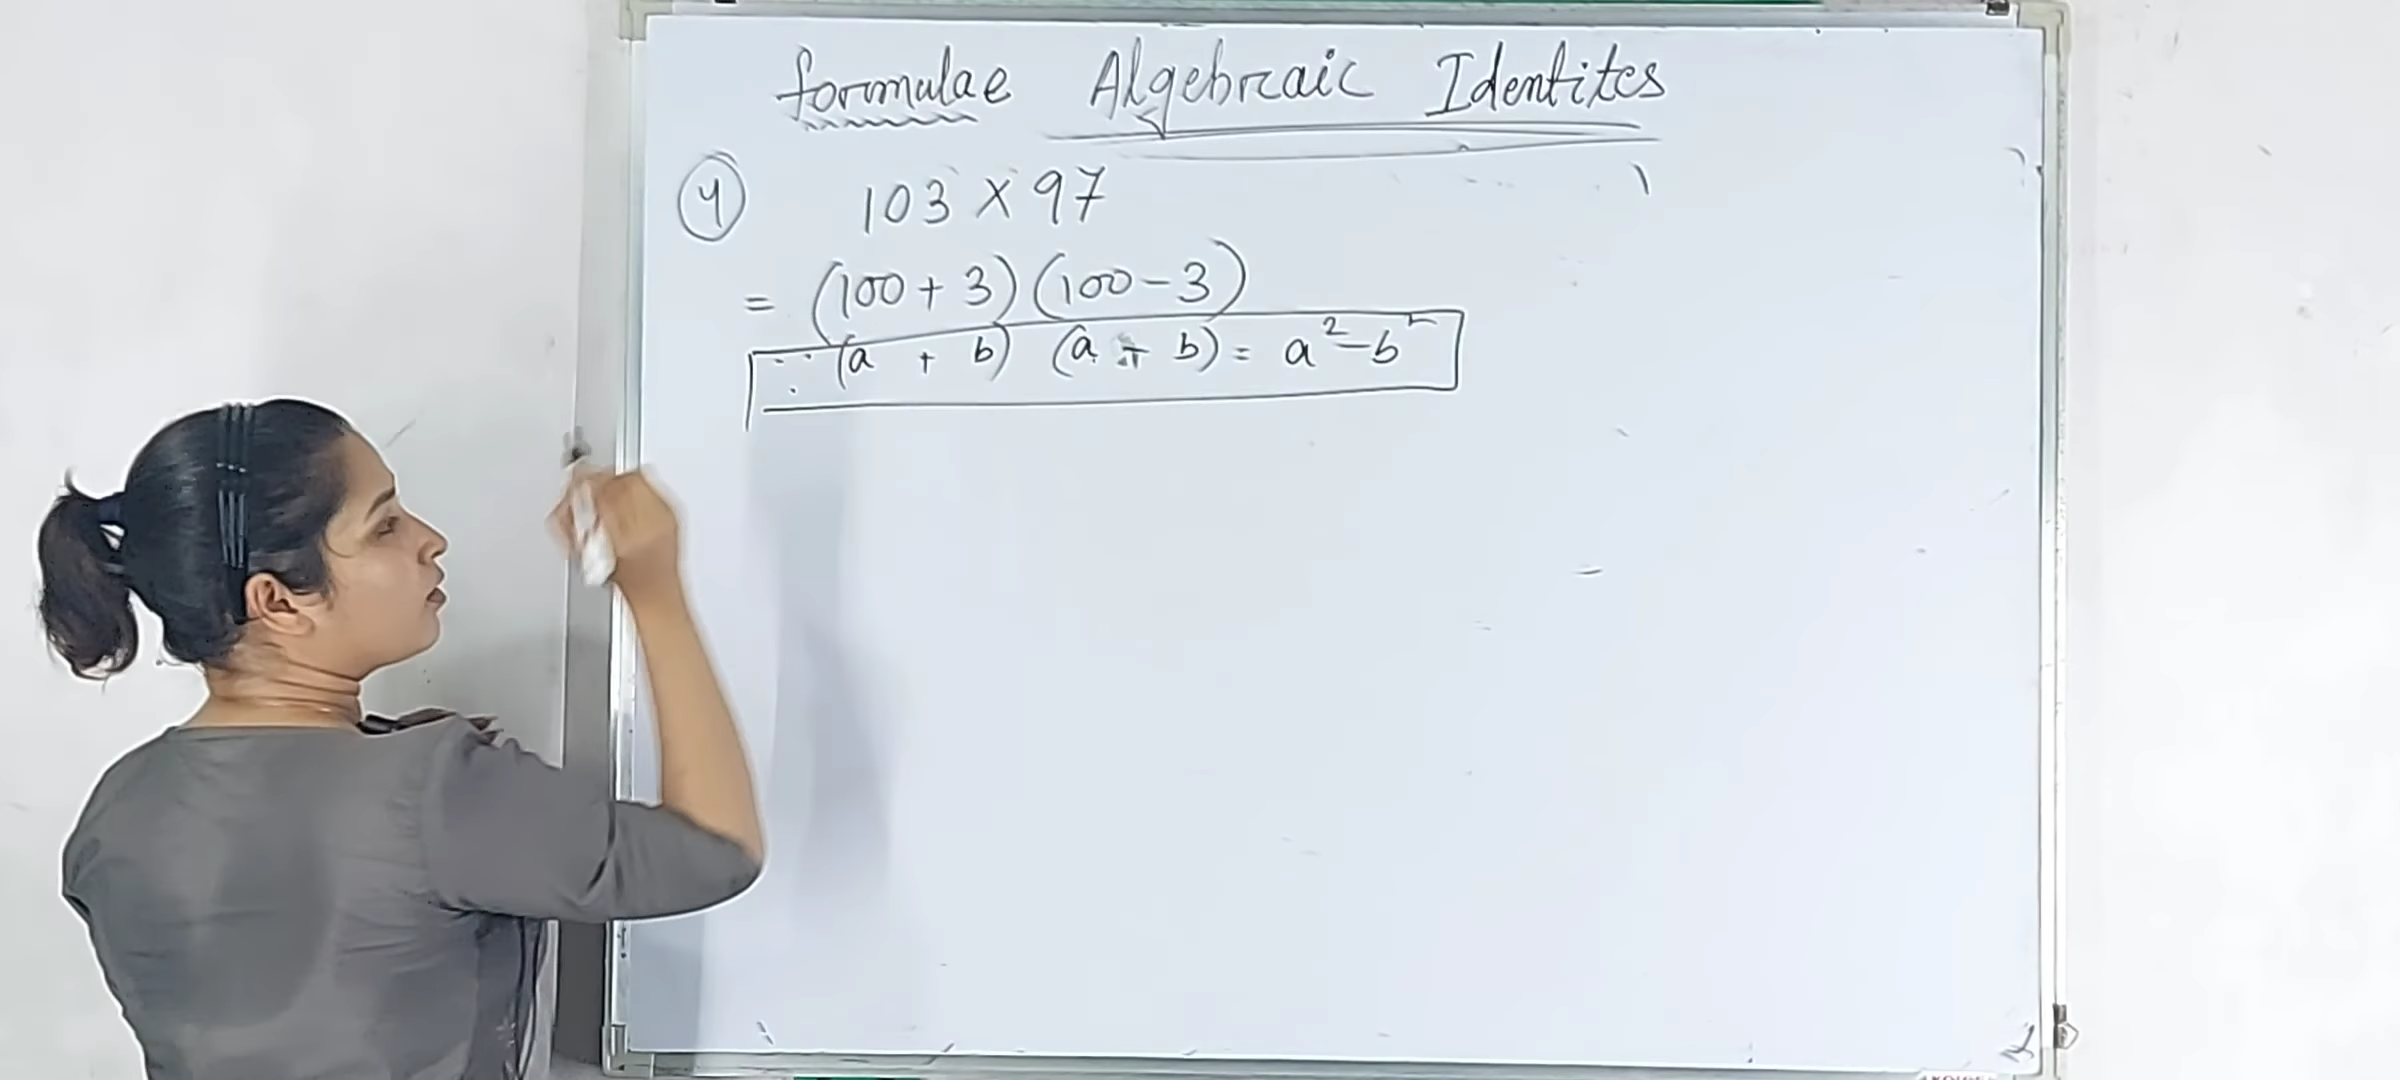 formulae Algebraic Identites
4 103 × 97
= (100 + 3) (100 - 3)
∵ (a + b) (a - b) = a² - b²